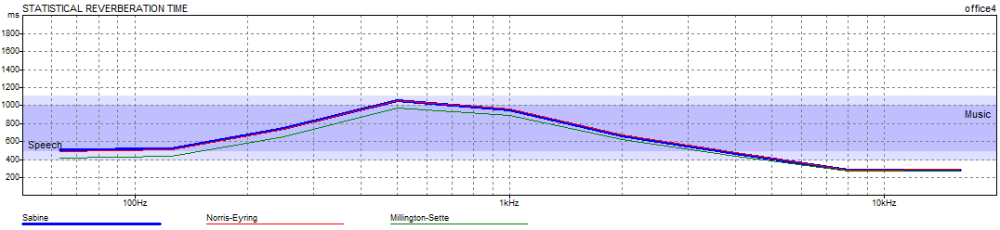 STATISTICAL REVERBERATION TIME
office4
ms
1800
1600
1400
1200
1000
Music
800
600
Speech
400
200
100Hz 1kHz 10kHz
Sabine Norris-Eyring Millington-Sette